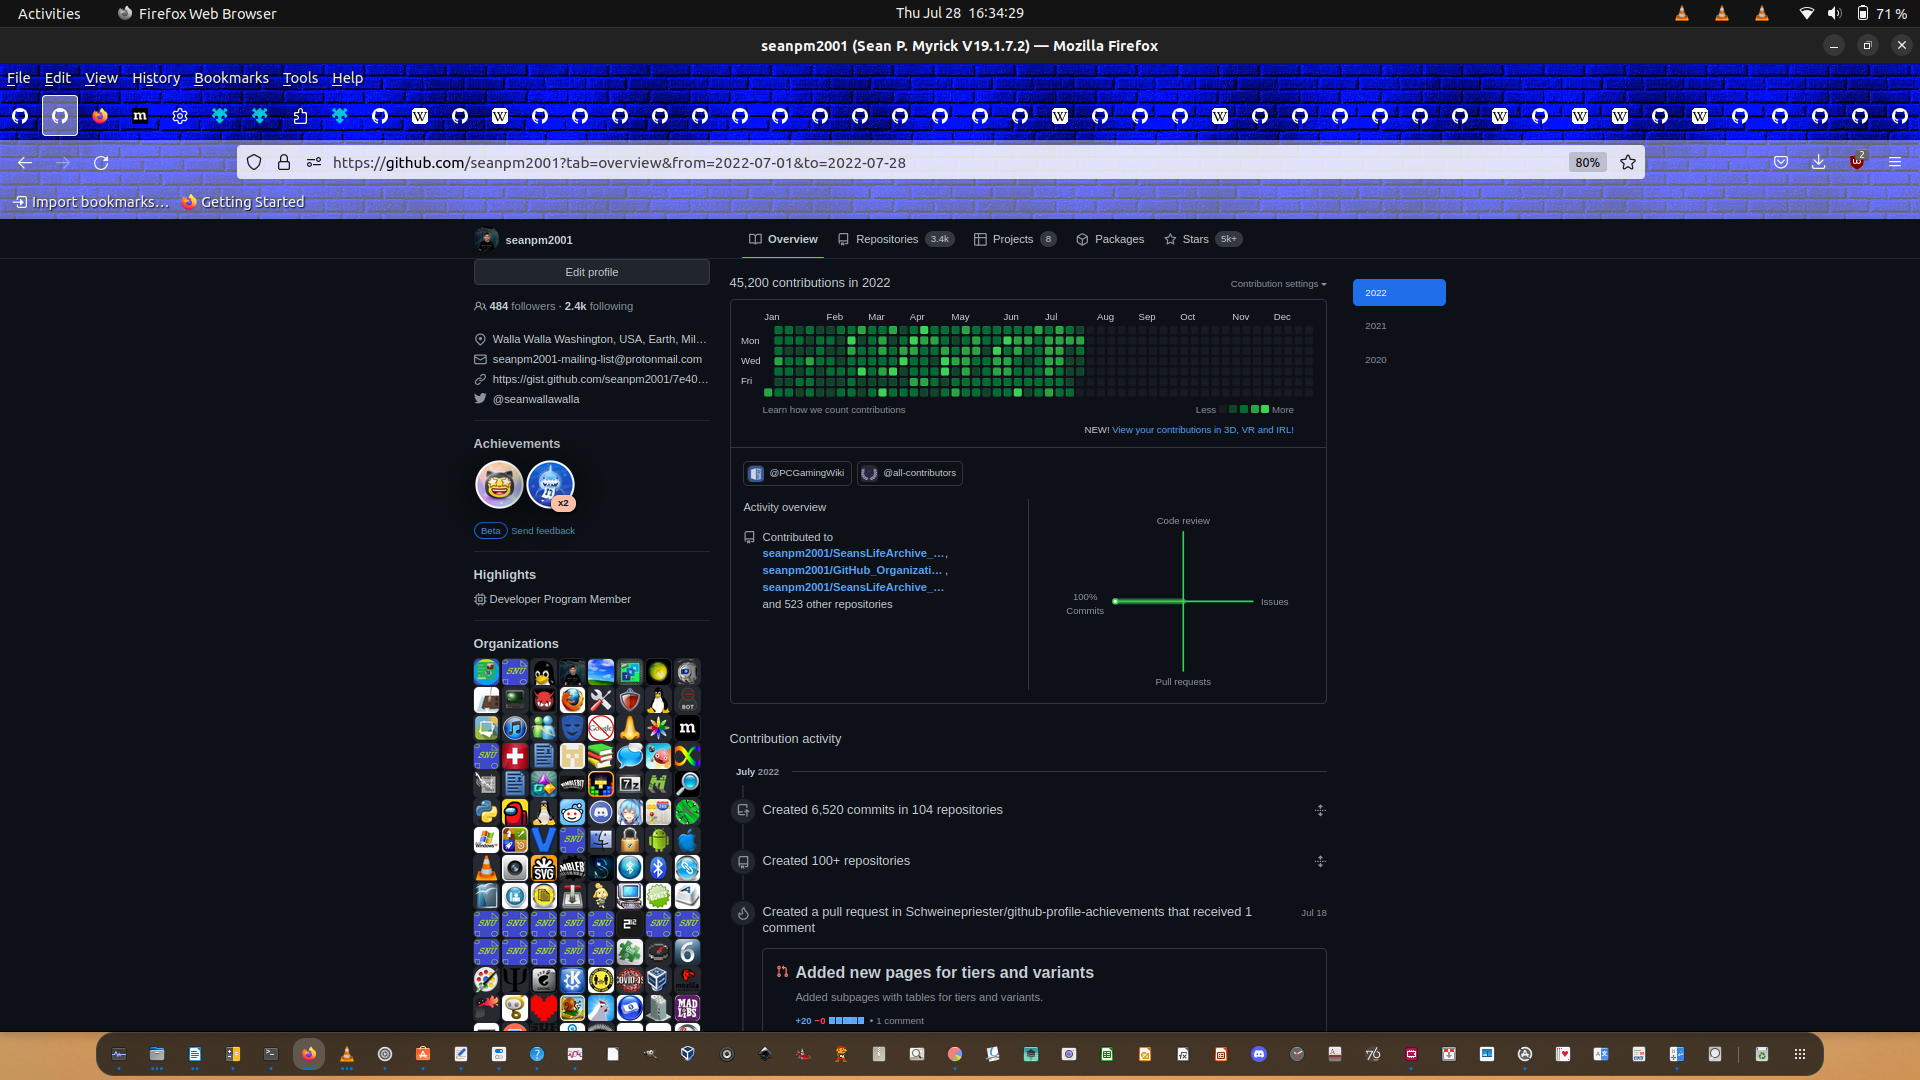 Activities
Firefox Web Browser
Thu Jul 28 16:34:29
71 %
seanpm2001 (Sean P. Myrick V19.1.7.2) — Mozilla Firefox
File Edit View History Bookmarks Tools Help
https://github.com/seanpm2001?tab=overview&from=2022-07-01&to=2022-07-28
80%
2
Import bookmarks…
Getting Started
seanpm2001
Overview
Repositories 3.4k
Projects 8
Packages
Stars 5k+
Edit profile
484 followers · 2.4k following
Walla Walla Washington, USA, Earth, Mil…
seanpm2001-mailing-list@protonmail.com
https://gist.github.com/seanpm2001/7e40…
@seanwallawalla
Achievements
x2
Beta Send feedback
Highlights
Developer Program Member
Organizations
45,200 contributions in 2022
Contribution settings
Jan Feb Mar Apr May Jun Jul Aug Sep Oct Nov Dec
Mon
Wed
Fri
Learn how we count contributions
Less More
NEW! View your contributions in 3D, VR and IRL!
@PCGamingWiki
@all-contributors
Activity overview
Contributed to
seanpm2001/SeansLifeArchive_…,
seanpm2001/GitHub_Organizati… ,
seanpm2001/SeansLifeArchive_…
and 523 other repositories
Code review
100%
Commits
Issues
Pull requests
Contribution activity
July 2022
Created 6,520 commits in 104 repositories
Created 100+ repositories
Created a pull request in Schweinepriester/github-profile-achievements that received 1
comment
Jul 18
Added new pages for tiers and variants
Added subpages with tables for tiers and variants.
+20 −0 • 1 comment
2022
2021
2020